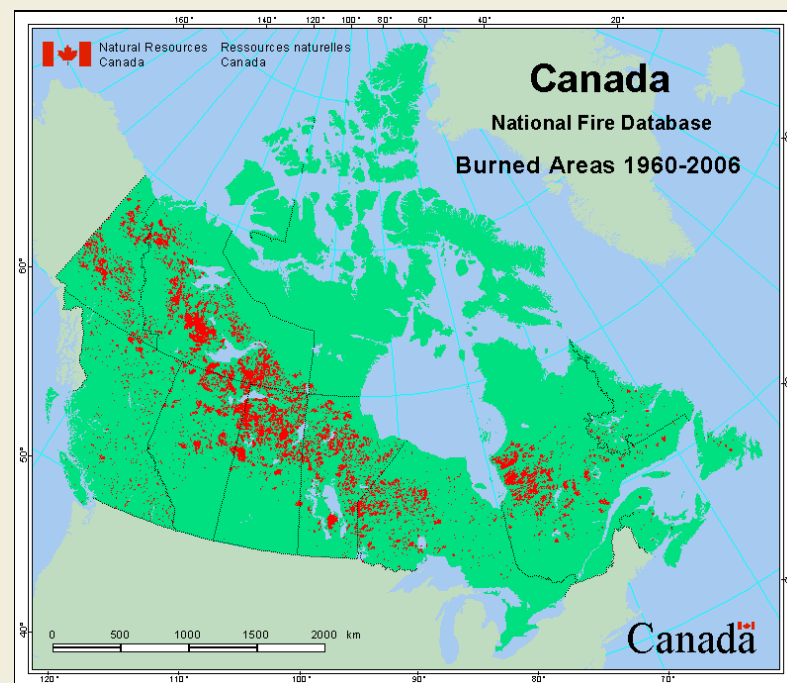 160° 140° 120° 100° 80° 60° 40° 20°
Natural Resources Ressources naturelles
Canada Canada
Canada
National Fire Database
Burned Areas 1960-2006
60°
50°
40°
0 500 1000 1500 2000 km
Canada
120° 110° 100° 90° 80° 70°